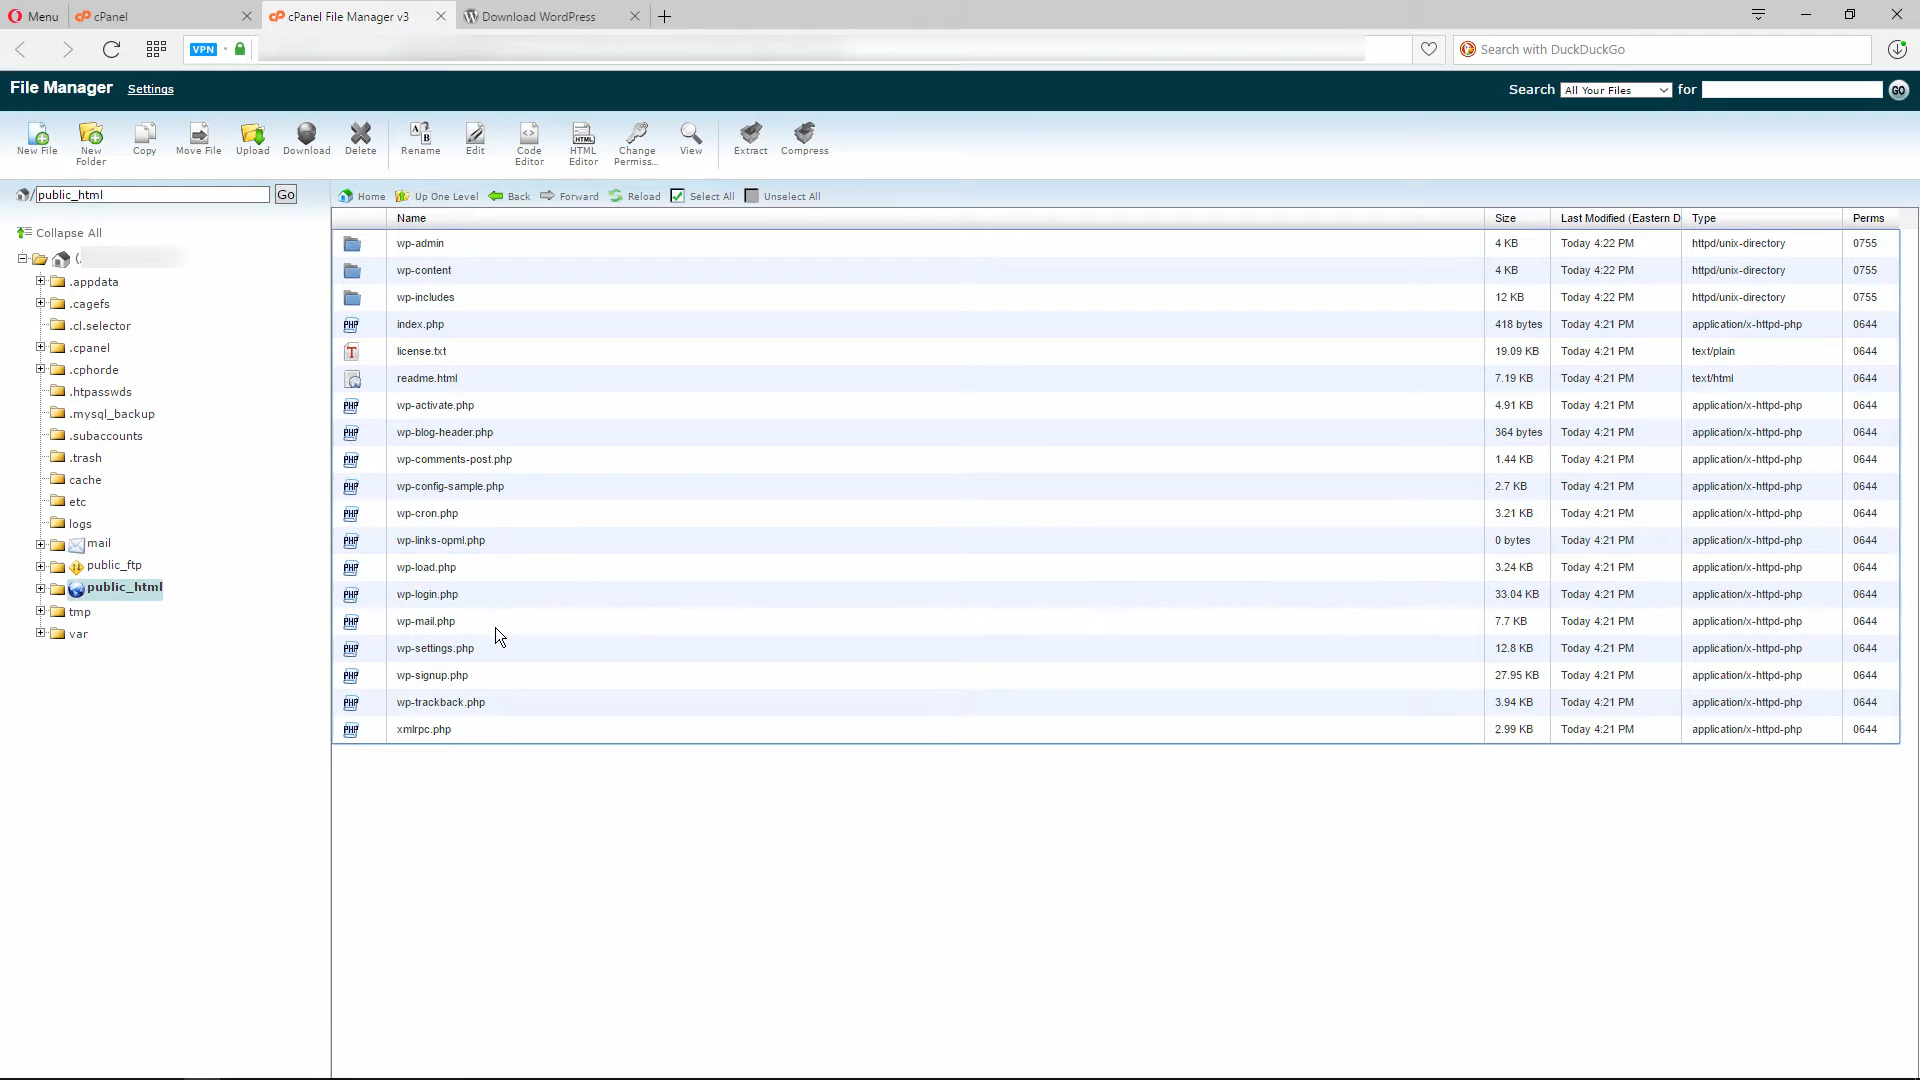 Menu
cPanel
cPanel File Manager v3
Download WordPress
VPN
Search with DuckDuckGo
File Manager Settings
Search All Your Files for GO
New File
New Folder
Copy
Move File
Upload
Download
Delete
Rename
Edit
Code Editor
HTML Editor
Change Permiss...
View
Extract
Compress
/ public_html Go
Home Up One Level Back Forward Reload Select All Unselect All
Collapse All
(
.appdata
.cagefs
.cl.selector
.cpanel
.cphorde
.htpasswds
.mysql_backup
.subaccounts
.trash
cache
etc
logs
mail
public_ftp
public_html
tmp
var
Name Size Last Modified (Eastern D Type Perms
wp-admin 4 KB Today 4:22 PM httpd/unix-directory 0755
wp-content 4 KB Today 4:22 PM httpd/unix-directory 0755
wp-includes 12 KB Today 4:22 PM httpd/unix-directory 0755
PHP index.php 418 bytes Today 4:21 PM application/x-httpd-php 0644
T license.txt 19.09 KB Today 4:21 PM text/plain 0644
readme.html 7.19 KB Today 4:21 PM text/html 0644
PHP wp-activate.php 4.91 KB Today 4:21 PM application/x-httpd-php 0644
PHP wp-blog-header.php 364 bytes Today 4:21 PM application/x-httpd-php 0644
PHP wp-comments-post.php 1.44 KB Today 4:21 PM application/x-httpd-php 0644
PHP wp-config-sample.php 2.7 KB Today 4:21 PM application/x-httpd-php 0644
PHP wp-cron.php 3.21 KB Today 4:21 PM application/x-httpd-php 0644
PHP wp-links-opml.php 0 bytes Today 4:21 PM application/x-httpd-php 0644
PHP wp-load.php 3.24 KB Today 4:21 PM application/x-httpd-php 0644
PHP wp-login.php 33.04 KB Today 4:21 PM application/x-httpd-php 0644
PHP wp-mail.php 7.7 KB Today 4:21 PM application/x-httpd-php 0644
PHP wp-settings.php 12.8 KB Today 4:21 PM application/x-httpd-php 0644
PHP wp-signup.php 27.95 KB Today 4:21 PM application/x-httpd-php 0644
PHP wp-trackback.php 3.94 KB Today 4:21 PM application/x-httpd-php 0644
PHP xmlrpc.php 2.99 KB Today 4:21 PM application/x-httpd-php 0644